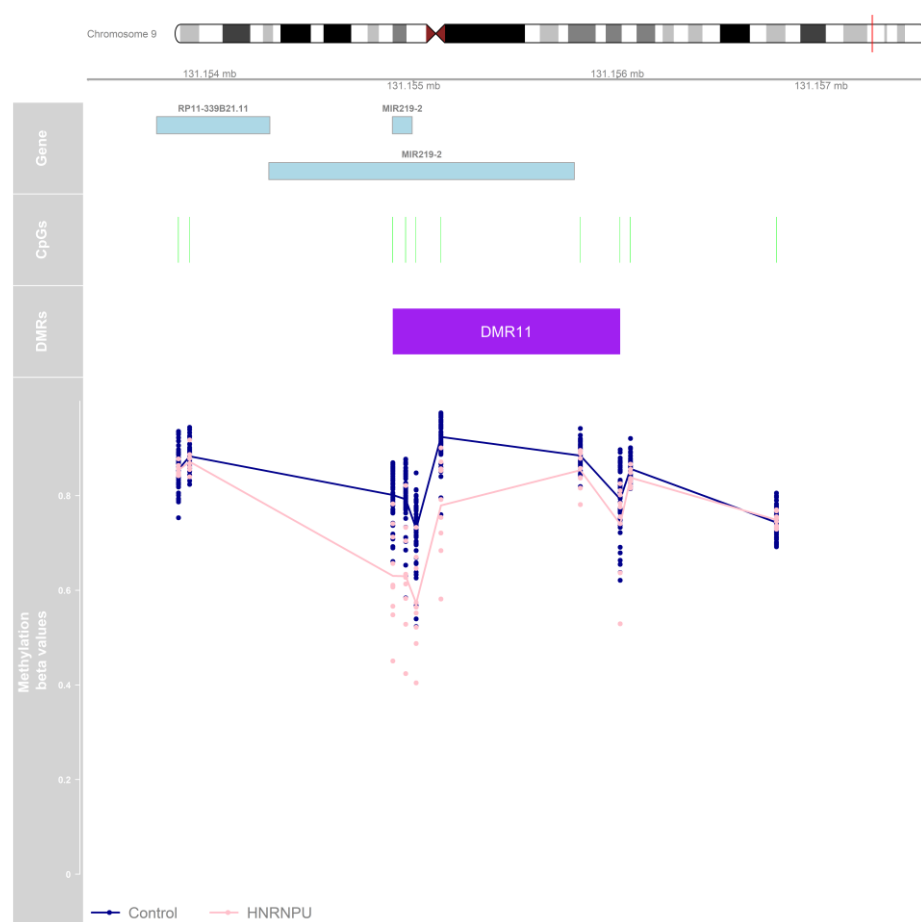 Chromosome 9
131.154 mb
131.155 mb
131.156 mb
131.157 mb
Gene
RP11-339B21.11
MIR219-2
MIR219-2
CpGs
DMRs
DMR11
Methylation
beta values
0.8
0.6
0.4
0.2
0
Control
HNRNPU